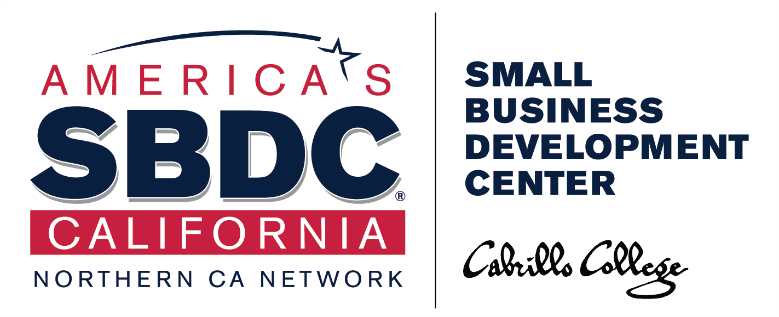 AMERICA'S
SBDC®
CALIFORNIA
NORTHERN CA NETWORK
SMALL
BUSINESS
DEVELOPMENT
CENTER
Cabrillo College